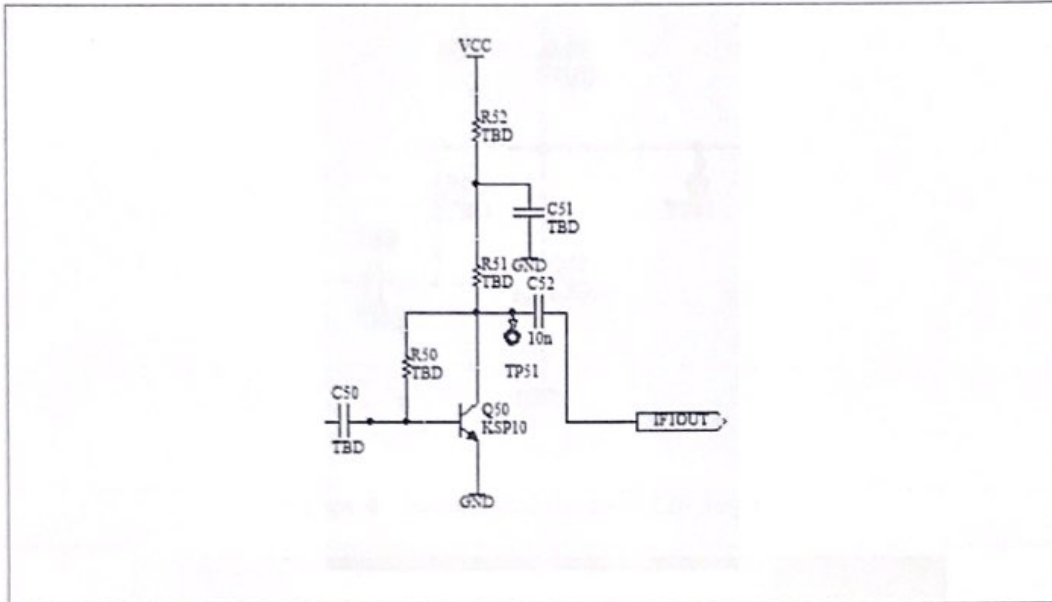 VCC
R52
TBD
C51
TBD
GND
R51
TBD
C52
10n
TP51
R50
TBD
C50
TBD
Q50
KSP10
IF1OUT
GND